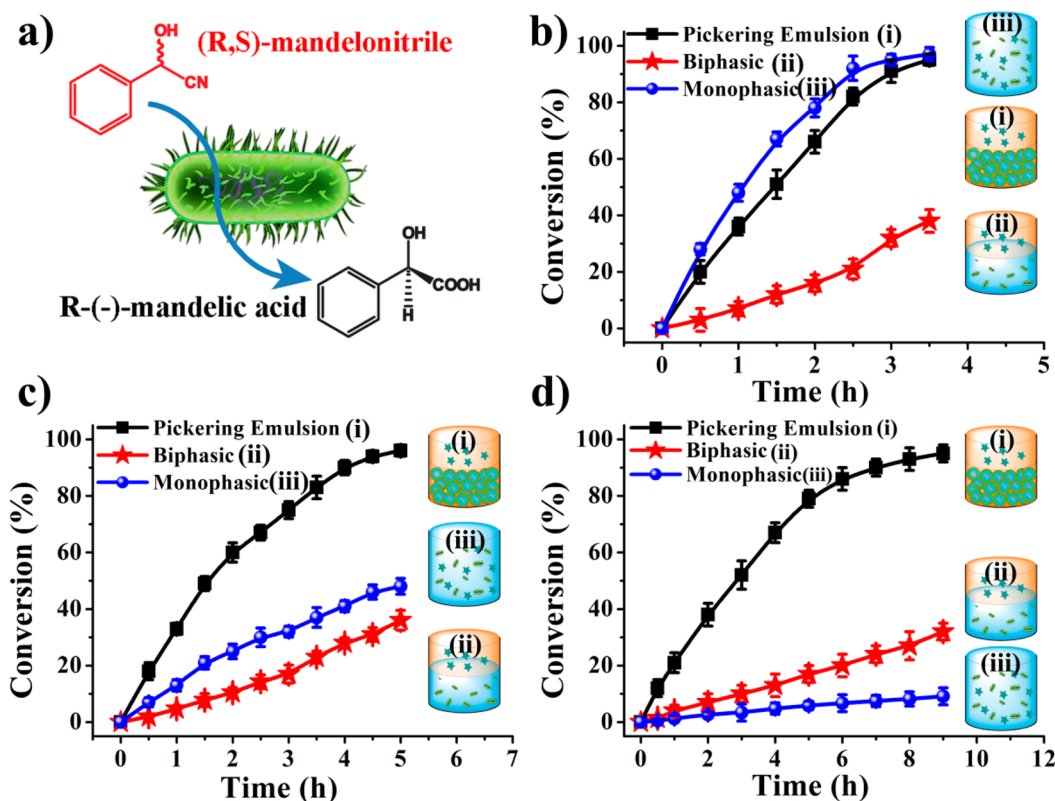 a)
OH
(R,S)-mandelonitrile
CN
OH
COOH
H
R-(-)-mandelic acid
b)
Pickering Emulsion (i)
Biphasic (ii)
Monophasic(iii)
100
80
60
40
20
0
Conversion (%)
0 1 2 3 4 5
Time (h)
(iii)
(i)
(ii)
c)
Pickering Emulsion (i)
Biphasic (ii)
Monophasic(iii)
100
80
60
40
20
0
Conversion (%)
0 1 2 3 4 5 6 7
Time (h)
(i)
(iii)
(ii)
d)
Pickering Emulsion (i)
Biphasic (ii)
Monophasic(iii)
100
80
60
40
20
0
Conversion (%)
0 2 4 6 8 10 12
Time (h)
(i)
(ii)
(iii)